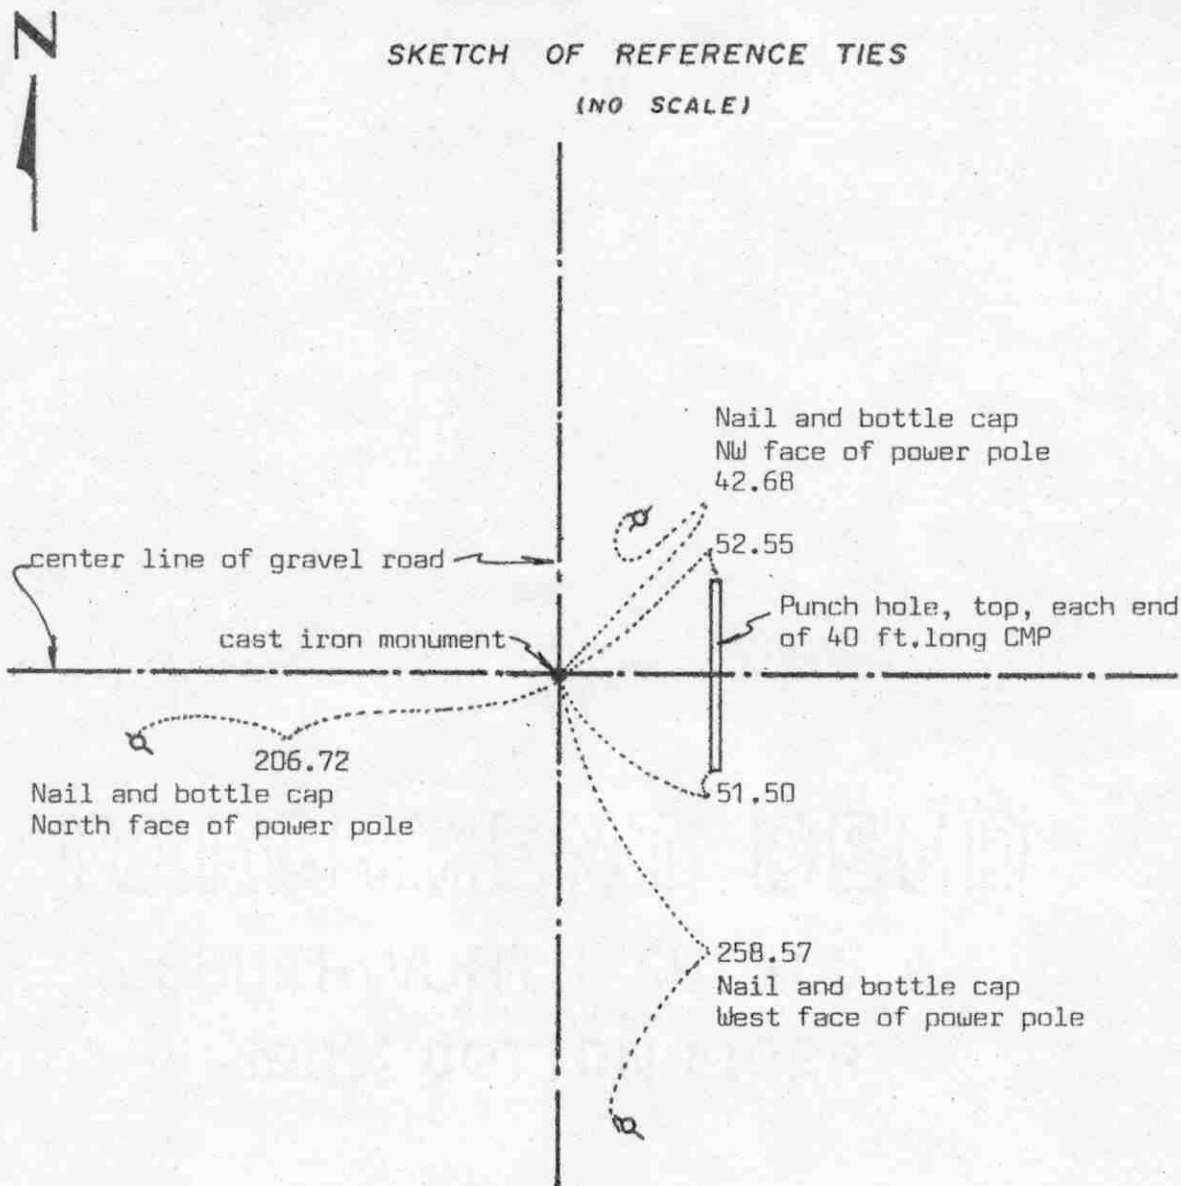 N
SKETCH OF REFERENCE TIES
(NO SCALE)
Nail and bottle cap
NW face of power pole
42.68
52.55
center line of gravel road
Punch hole, top, each end
of 40 ft.long CMP
cast iron monument
206.72
Nail and bottle cap
North face of power pole
51.50
258.57
Nail and bottle cap
West face of power pole